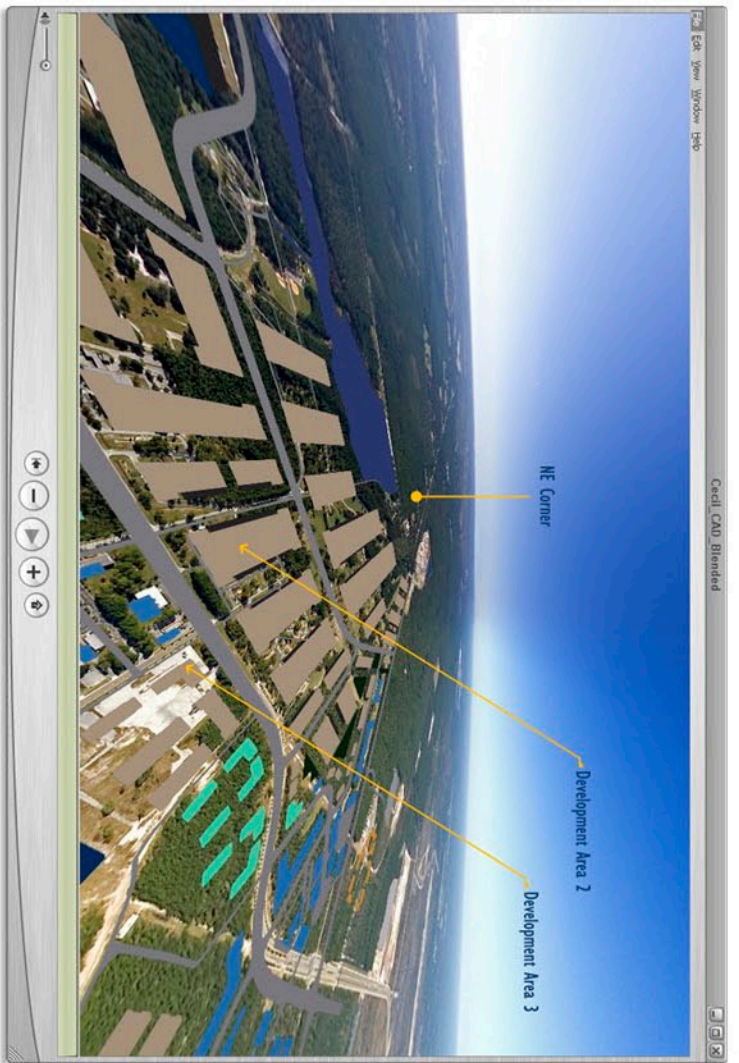 Cecil_CAD_Blended
File Edit View Window Help
NE Corner
Development Area 2
Development Area 3